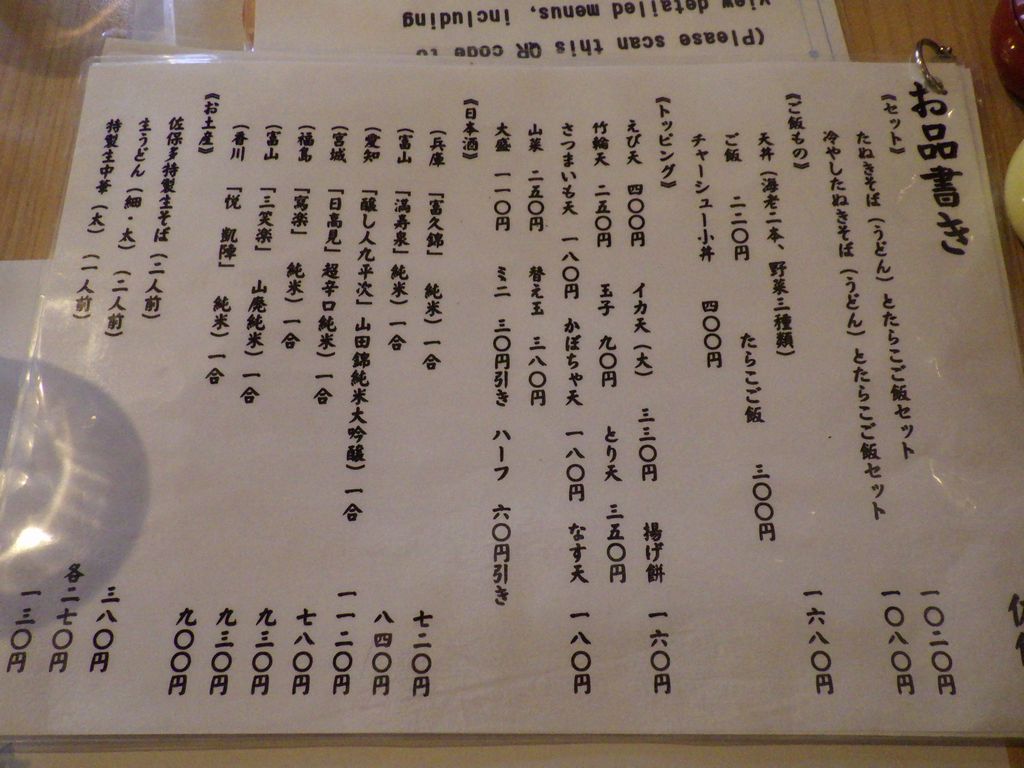 (Please scan this QR code to
view detailed menus, including
お品書き
《セット》
たぬきそば(うどん)とたらこご飯セット 一〇二〇円
冷やしたぬきそば(うどん)とたらこご飯セット 一〇八〇円
《ご飯もの》
天丼(海老二本、野菜三種類) 一六八〇円
ご飯 二二〇円 たらこご飯 三〇〇円
チャーシュー小丼 四〇〇円
《トッピング》
えび天 四〇〇円 イカ天(大) 三三〇円 揚げ餅 一六〇円
竹輪天 二五〇円 玉子 九〇円 とり天 三五〇円
さつまいも天 一八〇円 かぼちゃ天 一八〇円 なす天 一八〇円
山菜 二五〇円 替え玉 三八〇円
大盛 一一〇円 ミニ 三〇円引き ハーフ 六〇円引き
《日本酒》
(兵庫 「富久錦」 純米)一合 七二〇円
(富山 「満寿泉」純米)一合 八四〇円
(愛知 「醸し人九平次」山田錦純米大吟醸)一合 一一二〇円
(宮城 「日高見」超辛口純米)一合 七八〇円
(福島 「寫楽」 純米)一合 九三〇円
(富山 「三笑楽」 山廃純米)一合 九三〇円
(香川 「悦 凱陣」 純米)一合 九〇〇円
《お土産》
佐保多特製生そば(二人前) 三八〇円
生うどん(細・太)(二人前) 各二七〇円
特製生中華(太)(一人前) 一三〇円